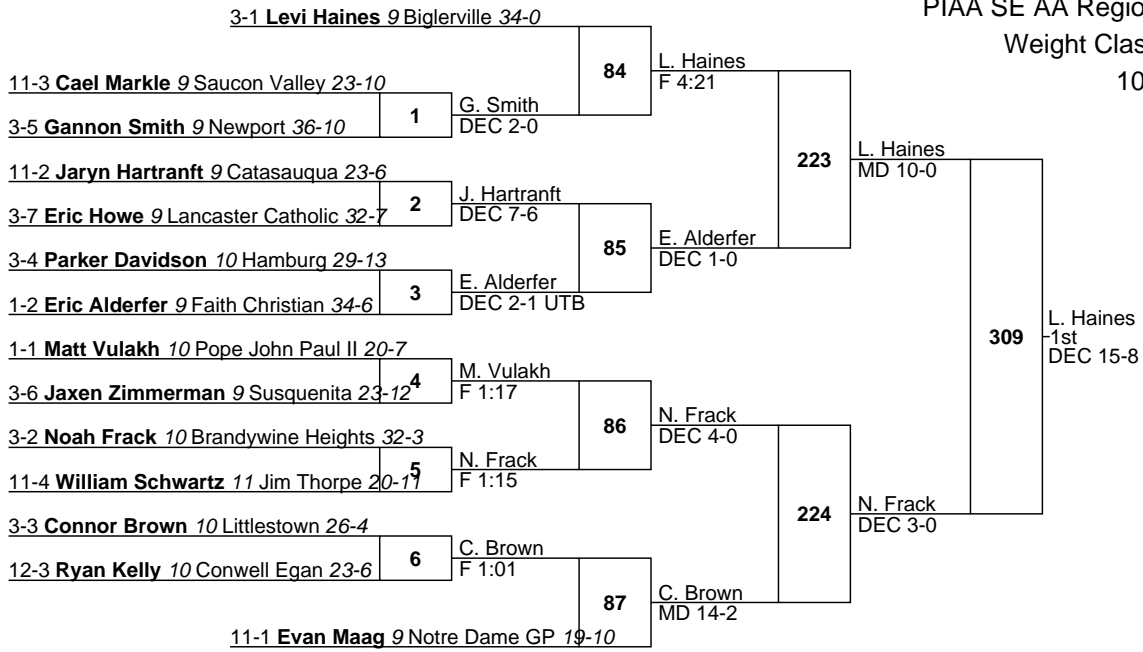 PIAA SE AA Regio
Weight Clas
10
3-1 Levi Haines 9 Biglerville 34-0
84
L. Haines
F 4:21
11-3 Cael Markle 9 Saucon Valley 23-10
1
G. Smith
DEC 2-0
3-5 Gannon Smith 9 Newport 36-10
223
L. Haines
MD 10-0
11-2 Jaryn Hartranft 9 Catasauqua 23-6
2
J. Hartranft
DEC 7-6
3-7 Eric Howe 9 Lancaster Catholic 32-7
85
E. Alderfer
DEC 1-0
3-4 Parker Davidson 10 Hamburg 29-13
3
E. Alderfer
DEC 2-1 UTB
1-2 Eric Alderfer 9 Faith Christian 34-6
309
L. Haines
1st
DEC 15-8
1-1 Matt Vulakh 10 Pope John Paul II 20-7
4
M. Vulakh
F 1:17
3-6 Jaxen Zimmerman 9 Susquenita 23-12
86
N. Frack
DEC 4-0
3-2 Noah Frack 10 Brandywine Heights 32-3
5
N. Frack
F 1:15
11-4 William Schwartz 11 Jim Thorpe 20-11
224
N. Frack
DEC 3-0
3-3 Connor Brown 10 Littlestown 26-4
6
C. Brown
F 1:01
12-3 Ryan Kelly 10 Conwell Egan 23-6
87
C. Brown
MD 14-2
11-1 Evan Maag 9 Notre Dame GP 19-10